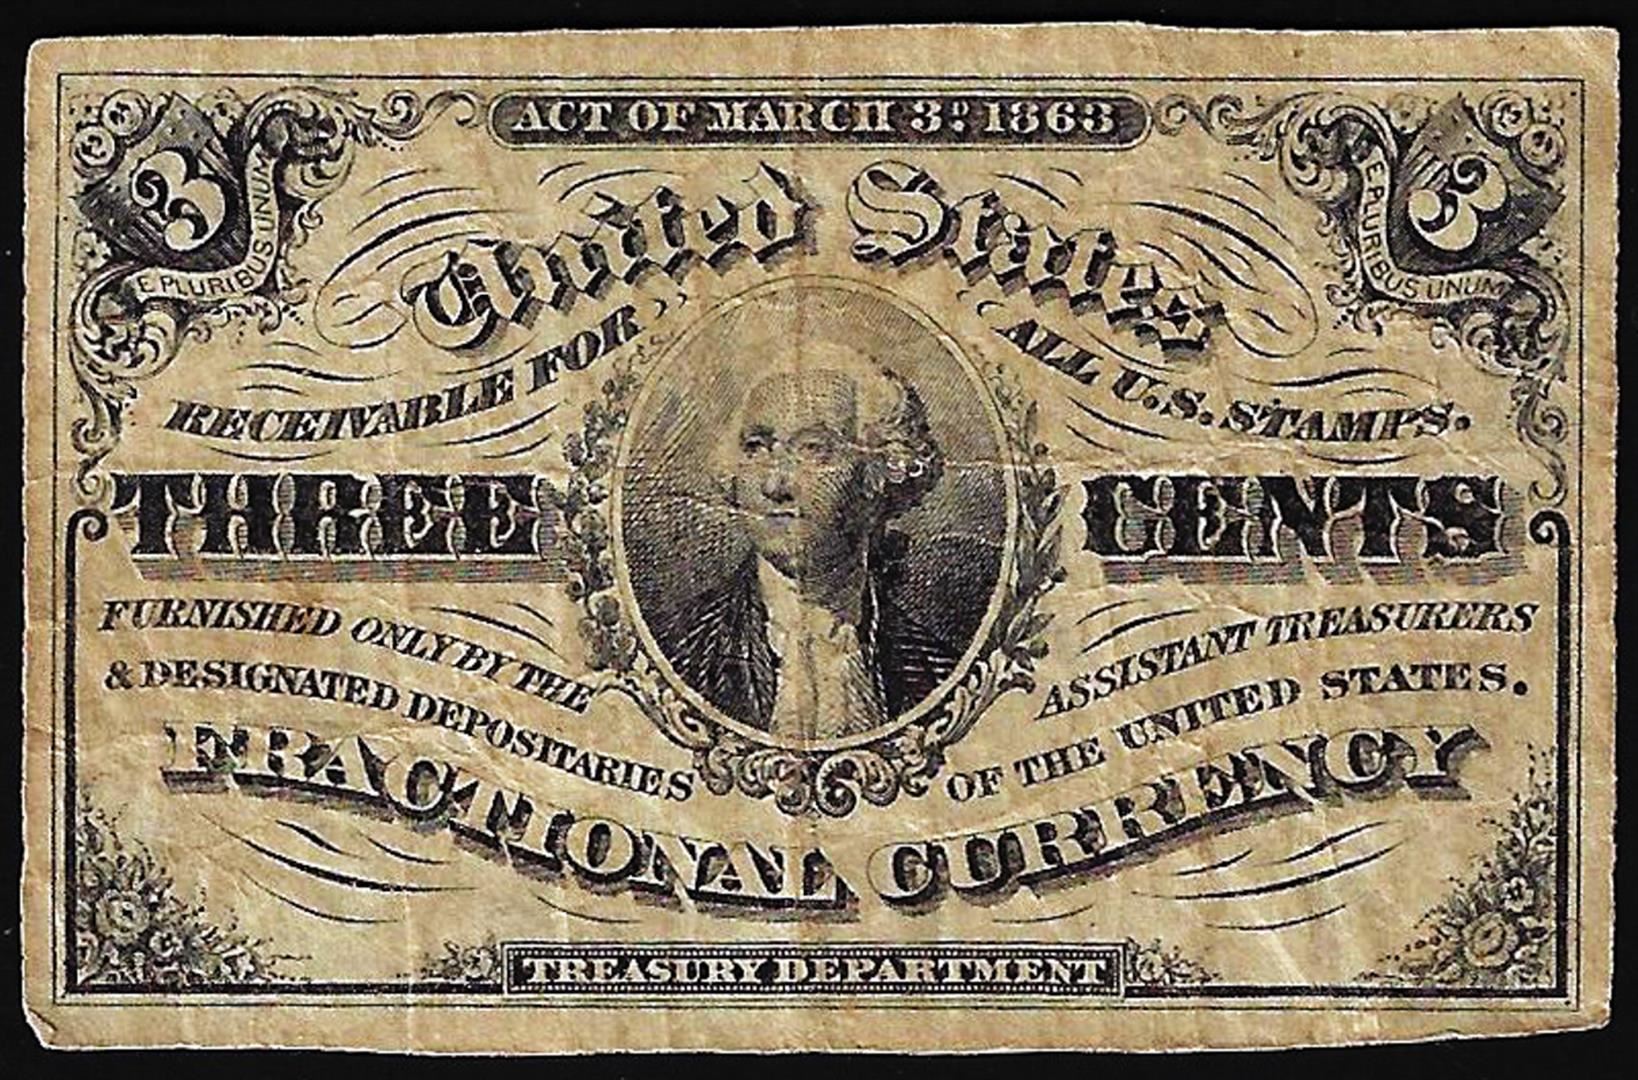 ACT OF MARCH 3D. 1863
3
E PLURIBUS UNUM
3
E PLURIBUS UNUM
United States
RECEIVABLE FOR ALL U.S. STAMPS.
THREE CENTS
FURNISHED ONLY BY THE ASSISTANT TREASURERS
& DESIGNATED DEPOSITARIES OF THE UNITED STATES.
FRACTIONAL CURRENCY
TREASURY DEPARTMENT